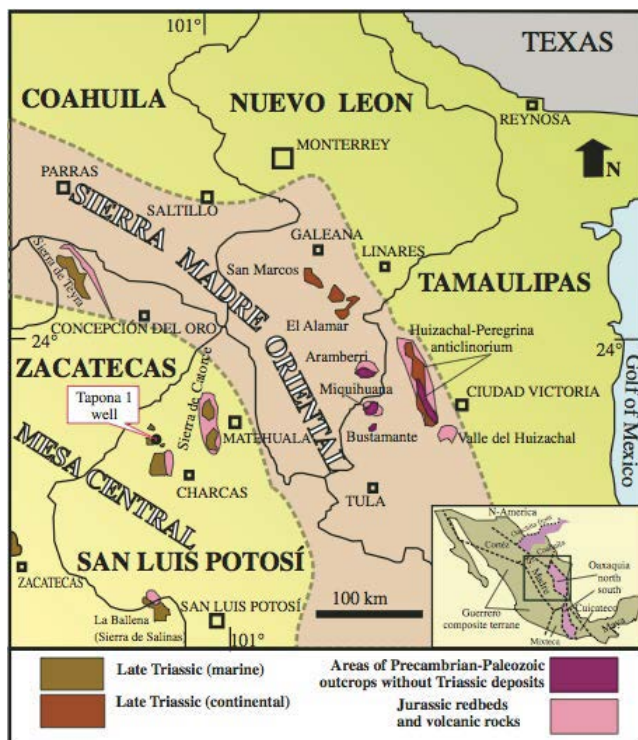 101°
TEXAS
COAHUILA
NUEVO LEON
REYNOSA
MONTERREY
N
PARRAS
SALTILLO
SIERRA MADRE ORIENTAL
GALEANA
LINARES
San Marcos
TAMAULIPAS
Sierra de Teyra
El Alamar
Huizachal-Peregrina
anticlinorium
CONCEPCIÓN DEL ORO
24°
24°
Aramberri
ZACATECAS
Miquihuana
CIUDAD VICTORIA
Tapona 1
well
Sierra de Catorce
MATEHUALA
Bustamante
Valle del Huizachal
Gulf of Mexico
MESA CENTRAL
CHARCAS
TULA
SAN LUIS POTOSÍ
ZACATECAS
La Ballena
(Sierra de Salinas)
SAN LUIS POTOSÍ
101°
100 km
N-America
Cortéz
Coahuila
Oaxaquia
north
south
Madre
Guerrero
composite terrane
Cuicateco
Mixteca
Maya
Late Triassic (marine)
Late Triassic (continental)
Areas of Precambrian-Paleozoic
outcrops without Triassic deposits
Jurassic redbeds
and volcanic rocks